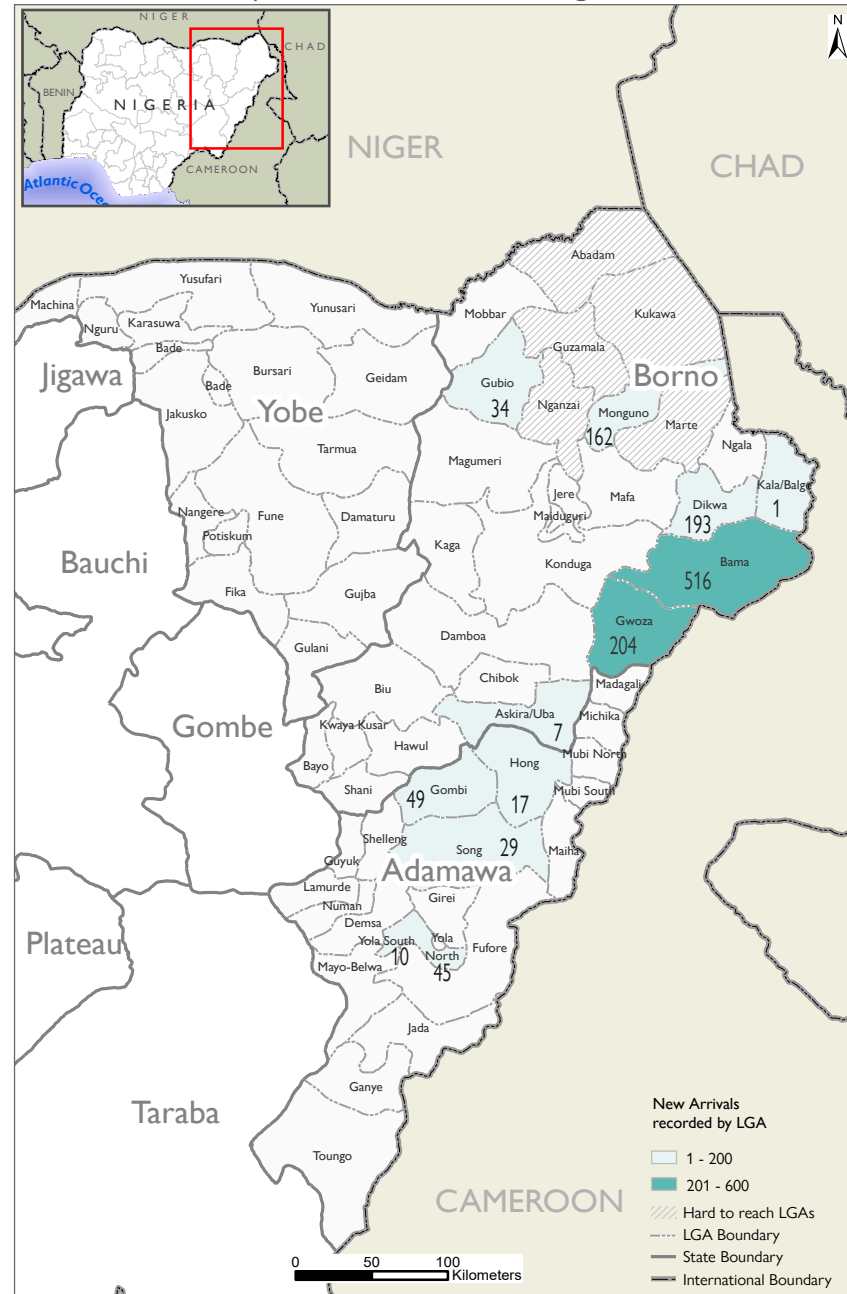 NIGER
CHAD
BENIN
NIGERIA
CAMEROON
Atlantic Oce
N
NIGER
CHAD
Abadam
Yusufari
Machina
Yunusari
Mobbar
Kukawa
Karasuwa
Nguru
Guzamala
Bade
Jigawa
Bursari
Geidam
Gubio
Borno
Bade
34
Nganzai
Monguno
Yobe
Jakusko
162
Marte
Ngala
Tarmua
Magumeri
Kala/Balge
Jere
Mafa
Dikwa
1
Nangere
Fune
Damaturu
Maiduguri
193
Potiskum
Kaga
Bauchi
Konduga
Bama
516
Fika
Gujba
Gwoza
Damboa
204
Gulani
Chibok
Madagali
Biu
Askira/Uba
Michika
Gombe
Kwaya Kusar
7
Hawul
Mubi North
Bayo
Hong
Shani
49
Gombi
Mubi South
17
Shelleng
Song
29
Maiha
Guyuk
Adamawa
Lamurde
Girei
Numah
Demsa
Plateau
Yola South
Yola
North
Fufore
10
45
Mayo-Belwa
Jada
Ganye
Taraba
Toungo
CAMEROON
New Arrivals
recorded by LGA
1 - 200
201 - 600
Hard to reach LGAs
LGA Boundary
State Boundary
International Boundary
0 50 100
Kilometers